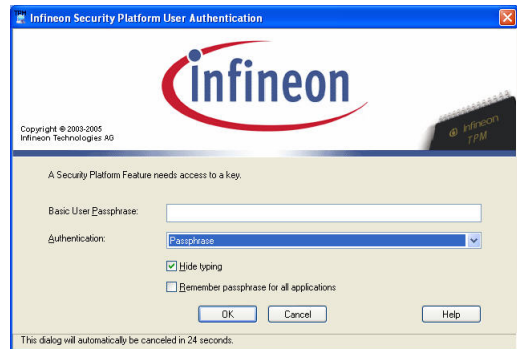 Infineon Security Platform User Authentication
infineon
Copyright © 2003-2005
Infineon Technologies AG
Infineon
TPM
A Security Platform Feature needs access to a key.
Basic User Passphrase:
Authentication:
Passphrase
Hide typing
Remember passphrase for all applications
OK
Cancel
Help
This dialog will automatically be canceled in 24 seconds.